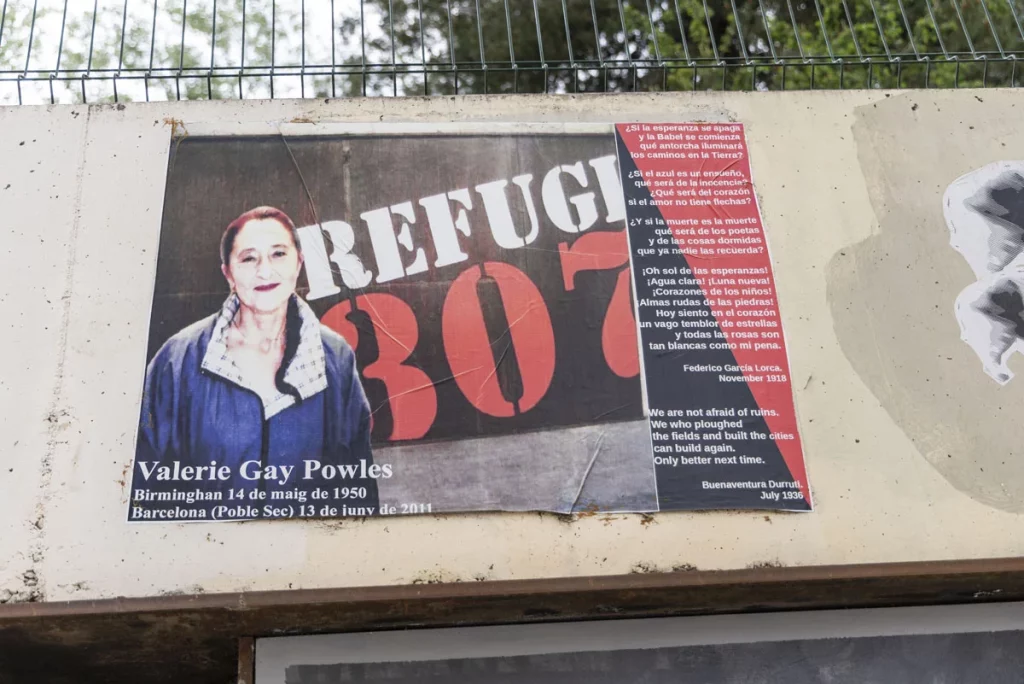 REFUGI
307
Valerie Gay Powles
Birminghan 14 de maig de 1950
Barcelona (Poble Sec) 13 de juny de 2011
¿Si la esperanza se apaga
y la Babel se comienza
qué antorcha iluminará
los caminos en la Tierra?
¿Si el azul es un ensueño,
qué será de la inocencia?
¿Qué será del corazón
si el amor no tiene flechas?
¿Y si la muerte es la muerte
qué será de los poetas
y de las cosas dormidas
que ya nadie las recuerda?
¡Oh sol de las esperanzas!
¡Agua clara! ¡Luna nueva!
¡Corazones de los niños!
¡Almas rudas de las piedras!
Hoy siento en el corazón
un vago temblor de estrellas
y todas las rosas son
tan blancas como mi pena.
Federico García Lorca.
November 1918
We are not afraid of ruins.
We who ploughed
the fields and built the cities
can build again.
Only better next time.
Buenaventura Durruti.
July 1936